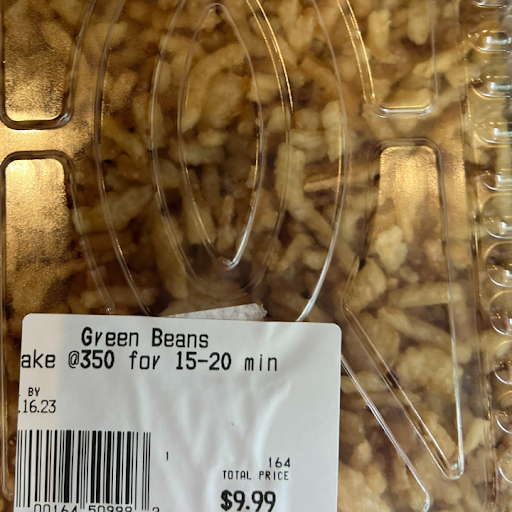 Green Beans
ake @350 for 15-20 min
BY
.16.23
1
164
TOTAL PRICE
$9.99